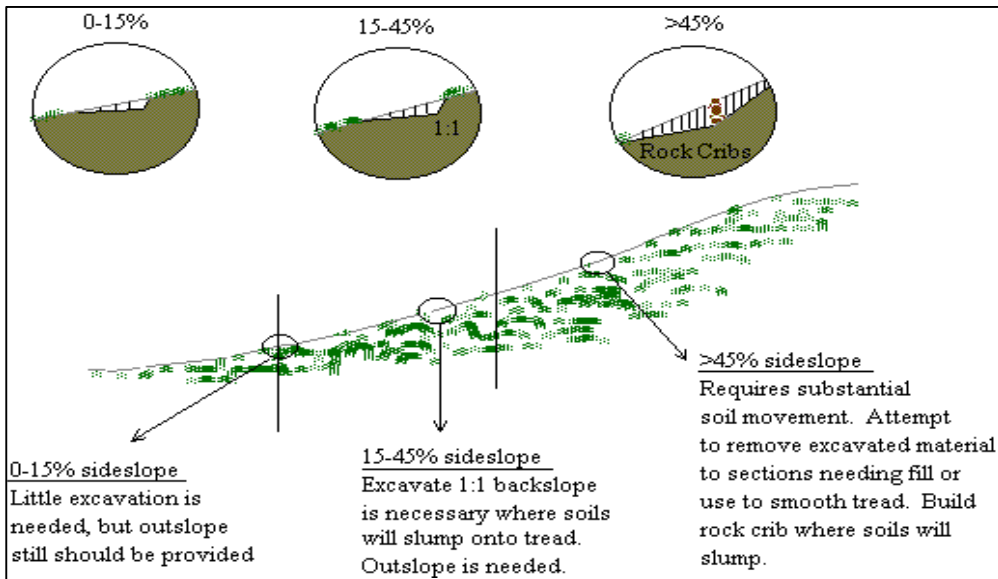 0-15%
15-45%
>45%
1:1
Rock Cribs
0-15% sideslope
Little excavation is
needed, but outslope
still should be provided
15-45% sideslope
Excavate 1:1 backslope
is necessary where soils
will slump onto tread.
Outslope is needed.
>45% sideslope
Requires substantial
soil movement. Attempt
to remove excavated material
to sections needing fill or
use to smooth tread. Build
rock crib where soils will
slump.